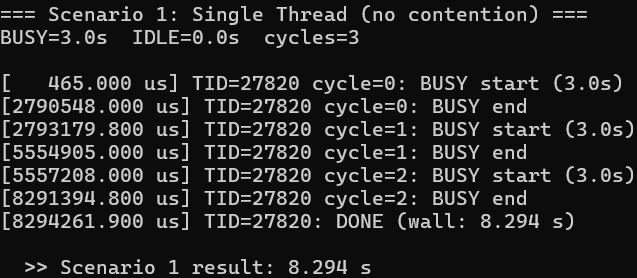 === Scenario 1: Single Thread (no contention) ===
BUSY=3.0s  IDLE=0.0s  cycles=3

[    465.000 us] TID=27820 cycle=0: BUSY start (3.0s)
[2790548.000 us] TID=27820 cycle=0: BUSY end
[2793179.800 us] TID=27820 cycle=1: BUSY start (3.0s)
[5554905.000 us] TID=27820 cycle=1: BUSY end
[5557208.000 us] TID=27820 cycle=2: BUSY start (3.0s)
[8291394.800 us] TID=27820 cycle=2: BUSY end
[8294261.900 us] TID=27820: DONE (wall: 8.294 s)

  >> Scenario 1 result: 8.294 s